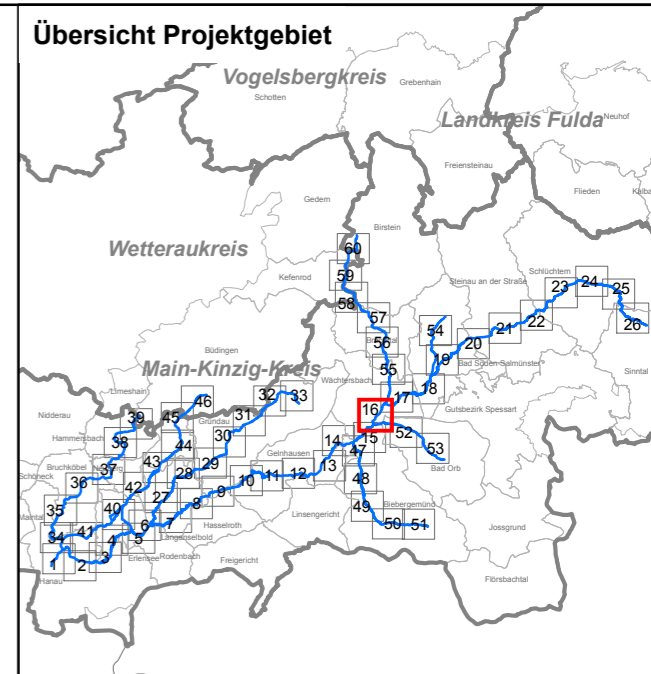 Übersicht Projektgebiet
Vogelsbergkreis
Grebenhain
Schotten
Landkreis Fulda
Neuhof
Freiensteinau
Flieden
Gedern
Birstein
Wetteraukreis
60
Kefenrod
59
Steinau an der Straße
Schlüchtern
23
24
25
58
57
54
22
26
21
Büdingen
56
20
Main-Kinzig-Kreis
19
Bad Soden-Salmünster
Sinntal
Limeshain
Wächtersbach
55
32
33
18
17
46
Nidderau
39
45
31
16
Gutsbezirk Spessart
Gründau
Hammersbach
38
30
15
52
44
Gelnhausen
14
47
53
Bruchköbel
37
43
29
13
Bad Orb
Schöneck
36
42
28
10
11
12
48
9
27
8
Linsengericht
49
Biebergemünd
35
40
Hasselroth
Maintal
41
6
7
50
51
Jossgrund
34
4
5
Langenselbold
Erlensee
Rodenbach
Freigericht
1
2
3
Hanau
Flörsbachtal